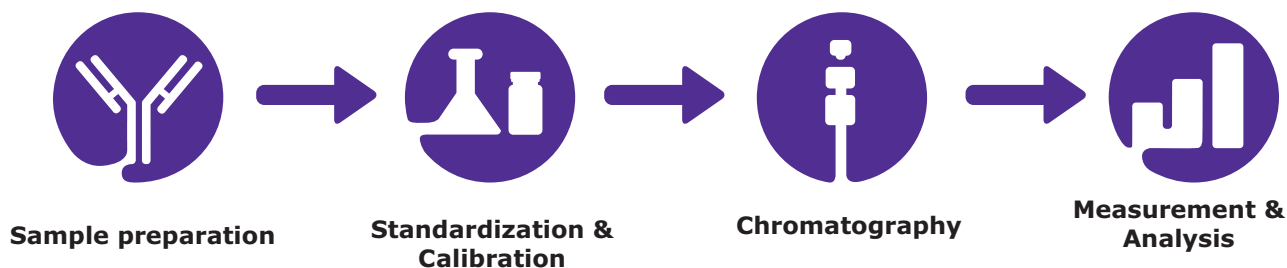 Sample preparation
Standardization &
Calibration
Chromatography
Measurement &
Analysis